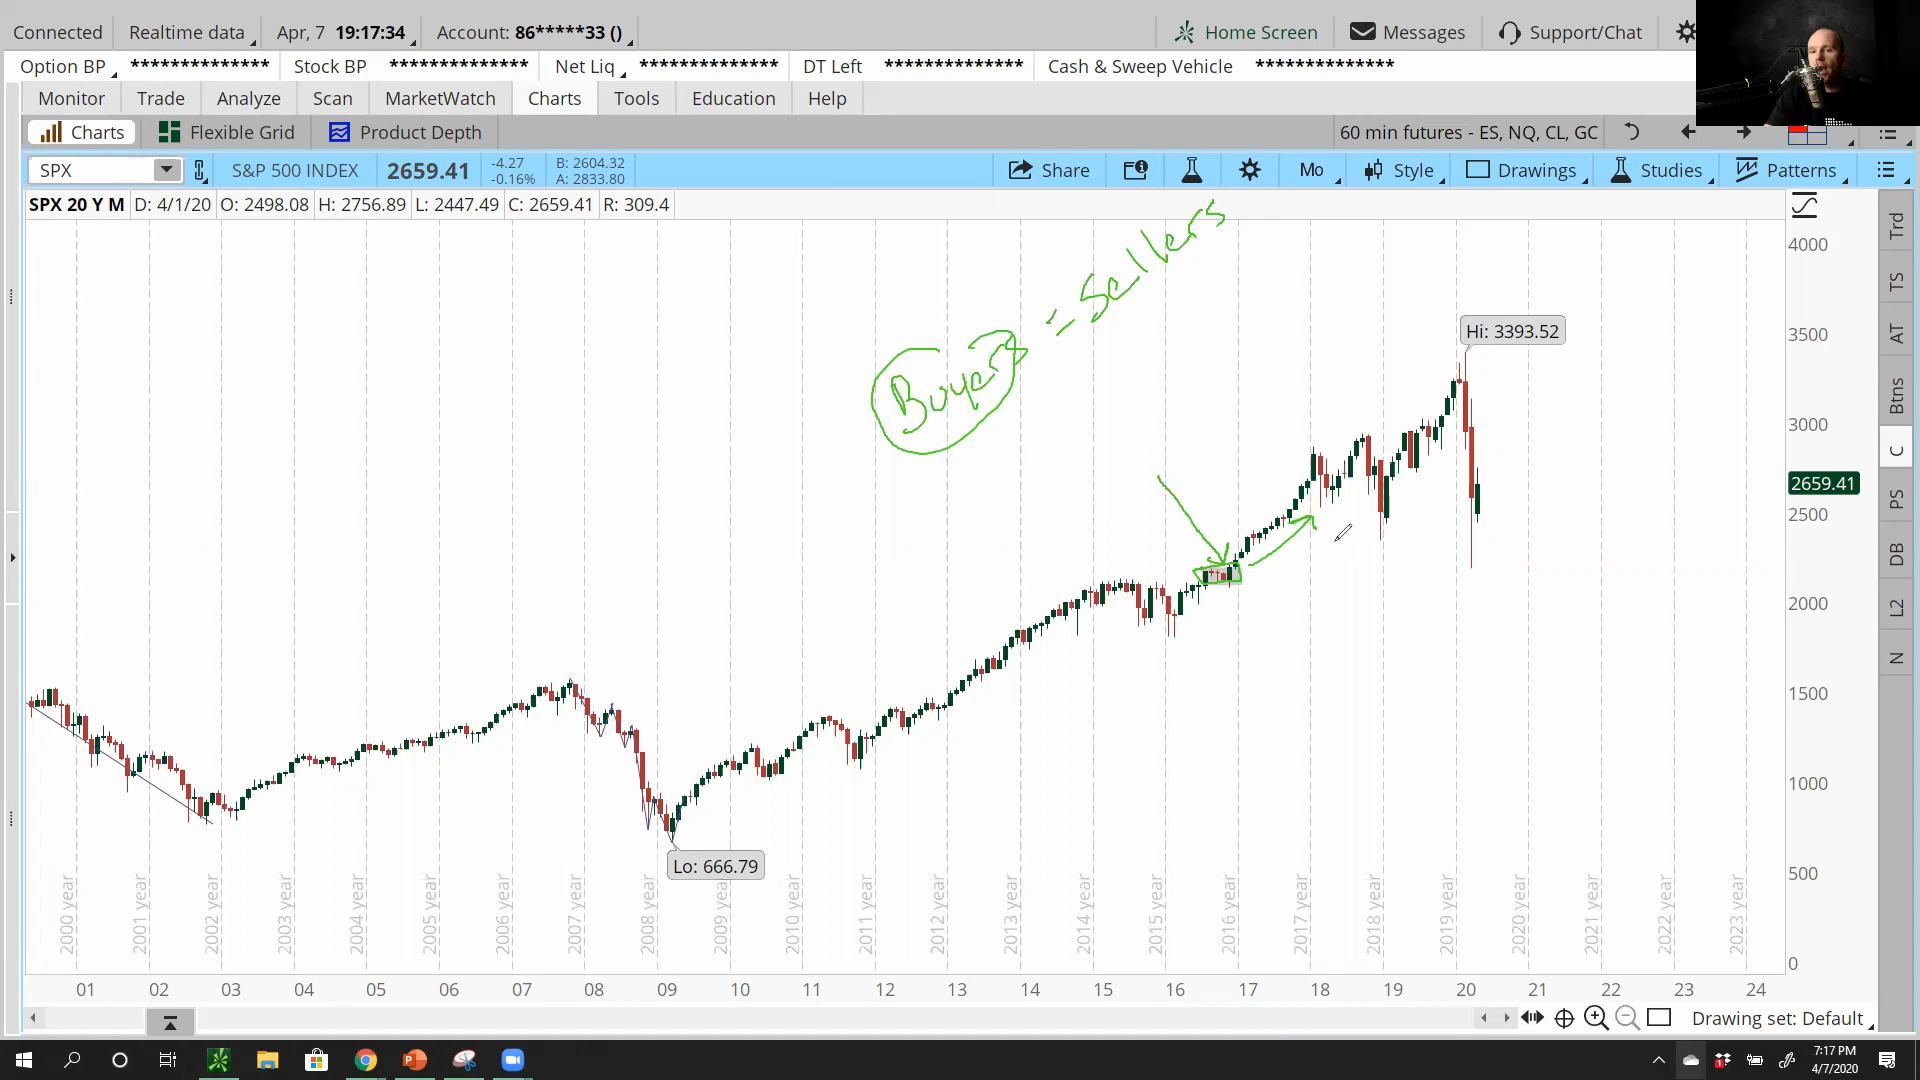 Connected Realtime data Apr, 7 19:17:34 Account: 86*****33 () Home Screen Messages Support/Chat
Option BP ************** Stock BP ************** Net Liq ************** DT Left ************** Cash & Sweep Vehicle **************
Monitor Trade Analyze Scan MarketWatch Charts Tools Education Help
Charts Flexible Grid Product Depth 60 min futures - ES, NQ, CL, GC
SPX S&P 500 INDEX 2659.41 -4.27 -0.16% B: 2604.32 A: 2833.80 Share Mo Style Drawings Studies Patterns
SPX 20 Y M D: 4/1/20 O: 2498.08 H: 2756.89 L: 2447.49 C: 2659.41 R: 309.4
Buyers = Sellers
Hi: 3393.52
Lo: 666.79
4000
3500
3000
2659.41
2500
2000
1500
1000
500
0
Trd
TS
AT
Btns
C
PS
DB
L2
N
2000 year 2001 year 2002 year 2003 year 2004 year 2005 year 2006 year 2007 year 2008 year 2009 year 2010 year 2011 year 2012 year 2013 year 2014 year 2015 year 2016 year 2017 year 2018 year 2019 year 2020 year 2021 year 2022 year 2023 year
01 02 03 04 05 06 07 08 09 10 11 12 13 14 15 16 17 18 19 20 21 22 23 24
Drawing set: Default
7:17 PM
4/7/2020